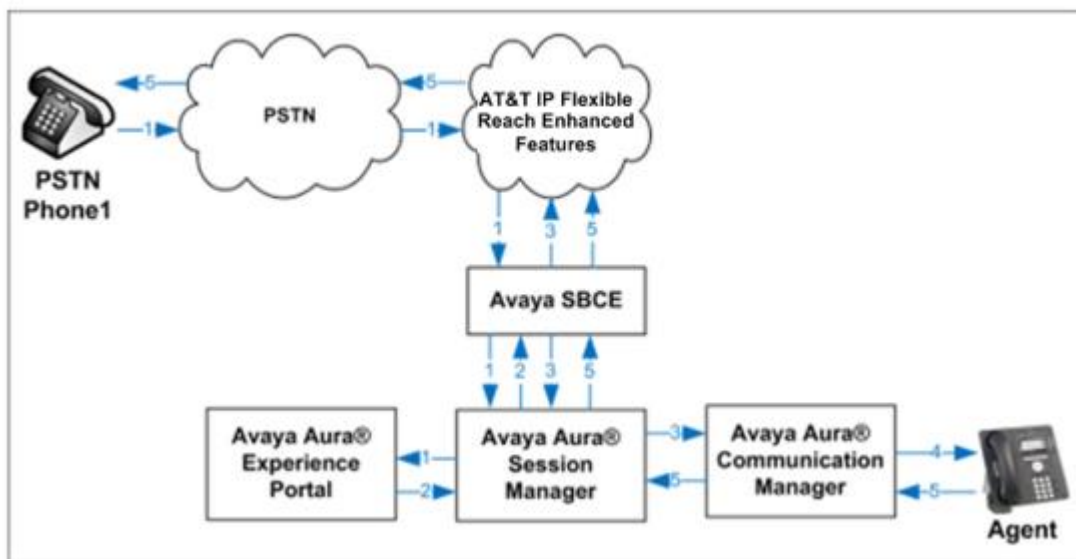 5
5
PSTN
AT&T IP Flexible
Reach Enhanced
Features
1
1
PSTN
Phone1
1
3
5
Avaya SBCE
1
2
3
5
Avaya Aura®
Experience
Portal
1
2
Avaya Aura®
Session
Manager
3
5
Avaya Aura®
Communication
Manager
4
5
Agent